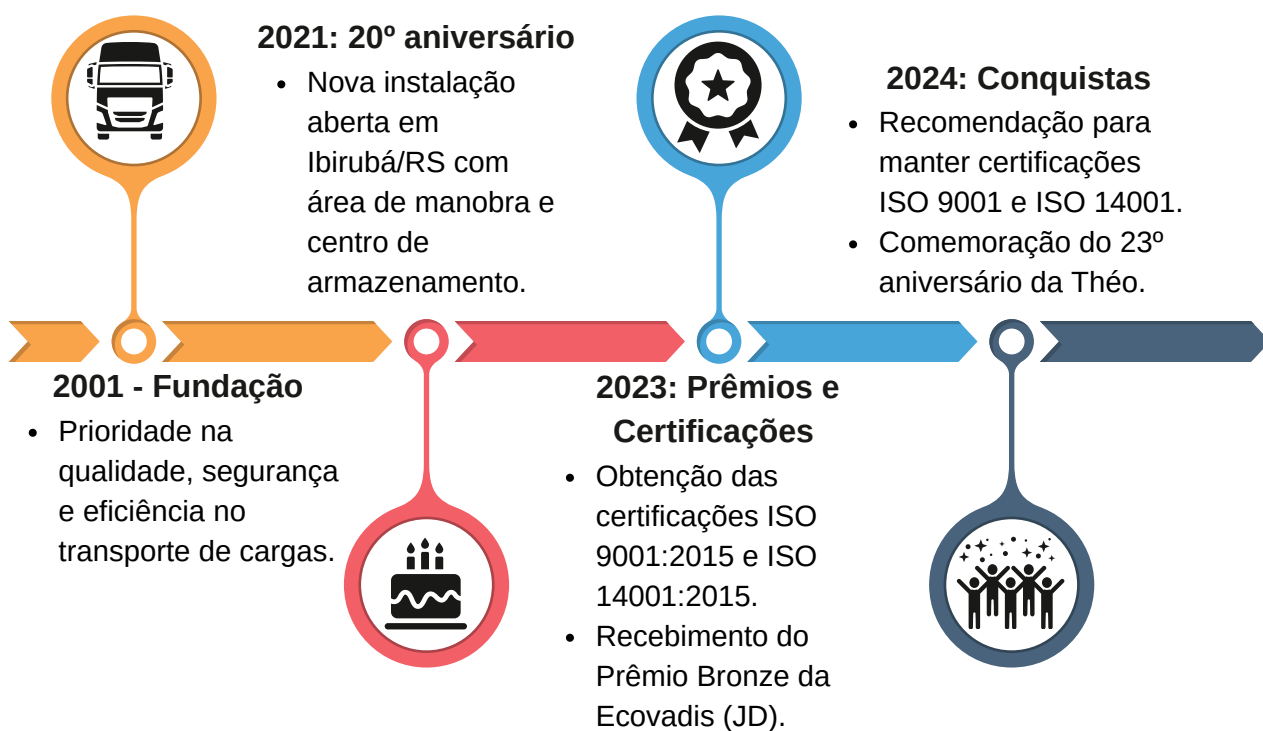 2001 - Fundação
• Prioridade na
qualidade, segurança
e eficiência no
transporte de cargas.
2021: 20º aniversário
• Nova instalação
aberta em
Ibirubá/RS com
área de manobra e
centro de
armazenamento.
2023: Prêmios e
Certificações
• Obtenção das
certificações ISO
9001:2015 e ISO
14001:2015.
• Recebimento do
Prêmio Bronze da
Ecovadis (JD).
2024: Conquistas
• Recomendação para
manter certificações
ISO 9001 e ISO 14001.
• Comemoração do 23º
aniversário da Théo.